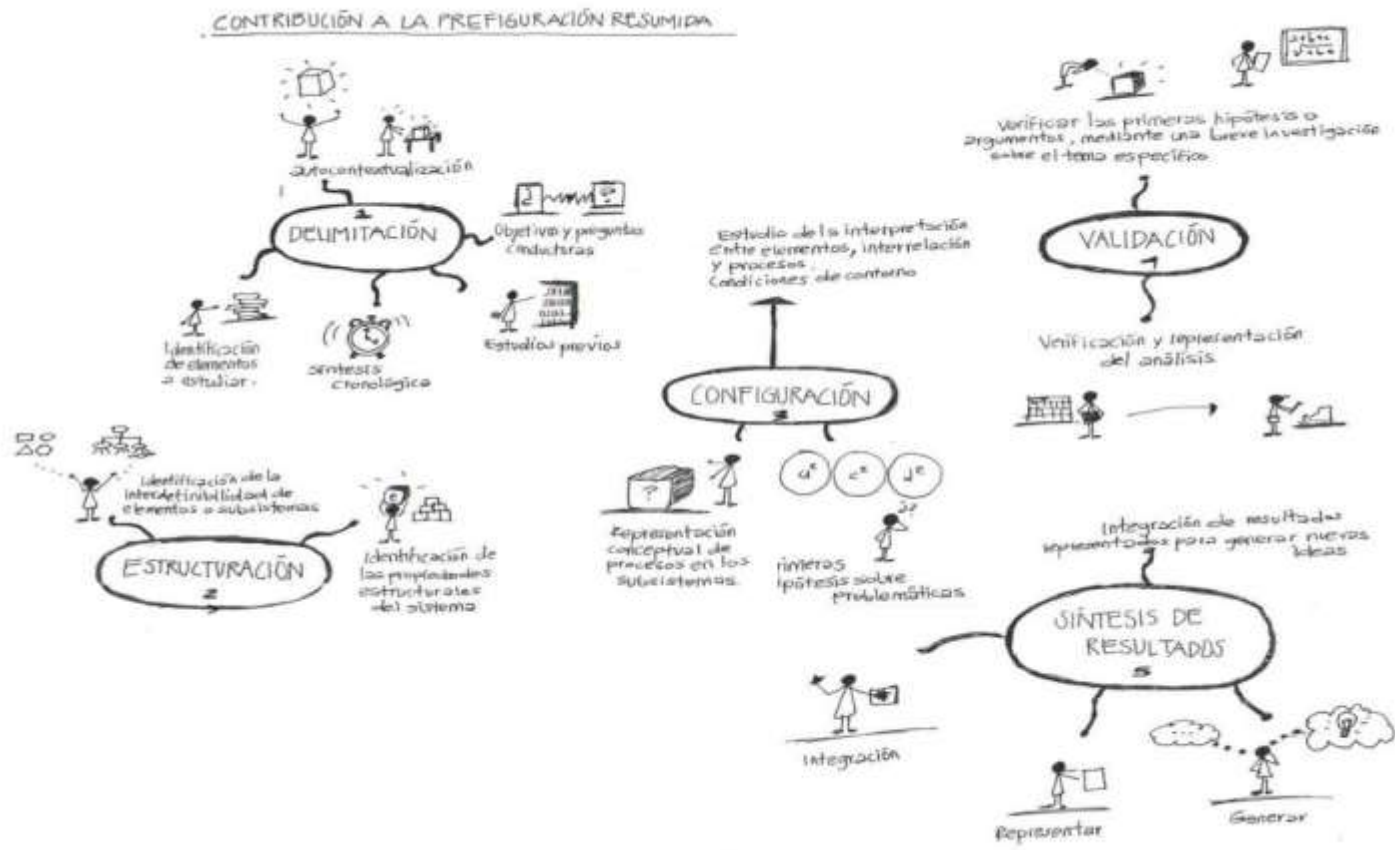 CONTRIBUCIÓN A LA PREFIGURACIÓN RESUMIDA
autocontextualización
1
DELIMITACIÓN
Objetivo y preguntas
conductoras
Identificación
de elementos
a estudiar.
síntesis
cronológica
Estudios previos
Identificación de la
interdefinibilidad de
elementos o subsistemas
ESTRUCTURACIÓN
2
Identificación de
las propiedades
estructurales
del sistema
Estudio de la interpretación
entre elementos, interrelación
y procesos.
Condiciones de contorno
CONFIGURACIÓN
3
?
Representación
conceptual de
procesos en los
subsistemas
rimeras
ipótesis sobre
problemáticas
Verificar las primeras hipótesis o
argumentos, mediante una breve investigación
sobre el tema específico
VALIDACIÓN
Verificación y representación
del análisis
Integración de resultados
representados para generar nuevas
ideas
SÍNTESIS DE
RESULTADOS
5
Integración
Representar
Generar